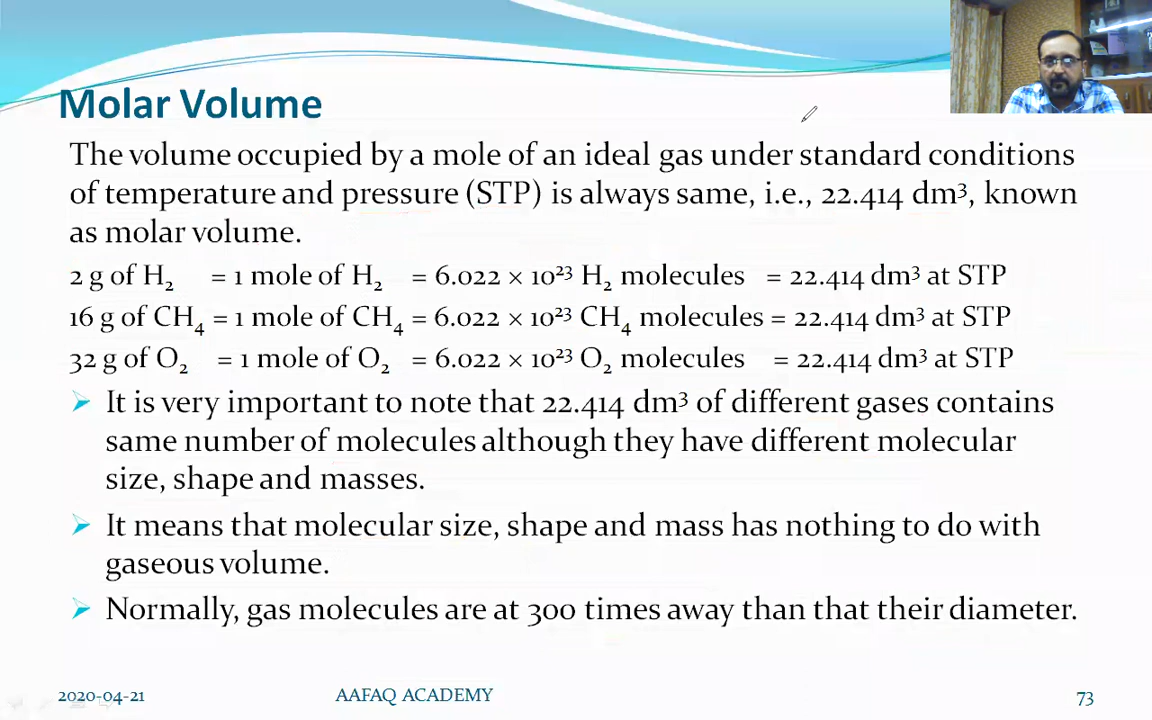 Molar Volume
The volume occupied by a mole of an ideal gas under standard conditions
of temperature and pressure (STP) is always same, i.e., 22.414 dm³, known
as molar volume.
2 g of H₂ = 1 mole of H₂ = 6.022 × 10²³ H₂ molecules = 22.414 dm³ at STP
16 g of CH₄ = 1 mole of CH₄ = 6.022 × 10²³ CH₄ molecules = 22.414 dm³ at STP
32 g of O₂ = 1 mole of O₂ = 6.022 × 10²³ O₂ molecules = 22.414 dm³ at STP
➢ It is very important to note that 22.414 dm³ of different gases contains
same number of molecules although they have different molecular
size, shape and masses.
➢ It means that molecular size, shape and mass has nothing to do with
gaseous volume.
➢ Normally, gas molecules are at 300 times away than that their diameter.
2020-04-21 AAFAQ ACADEMY 73